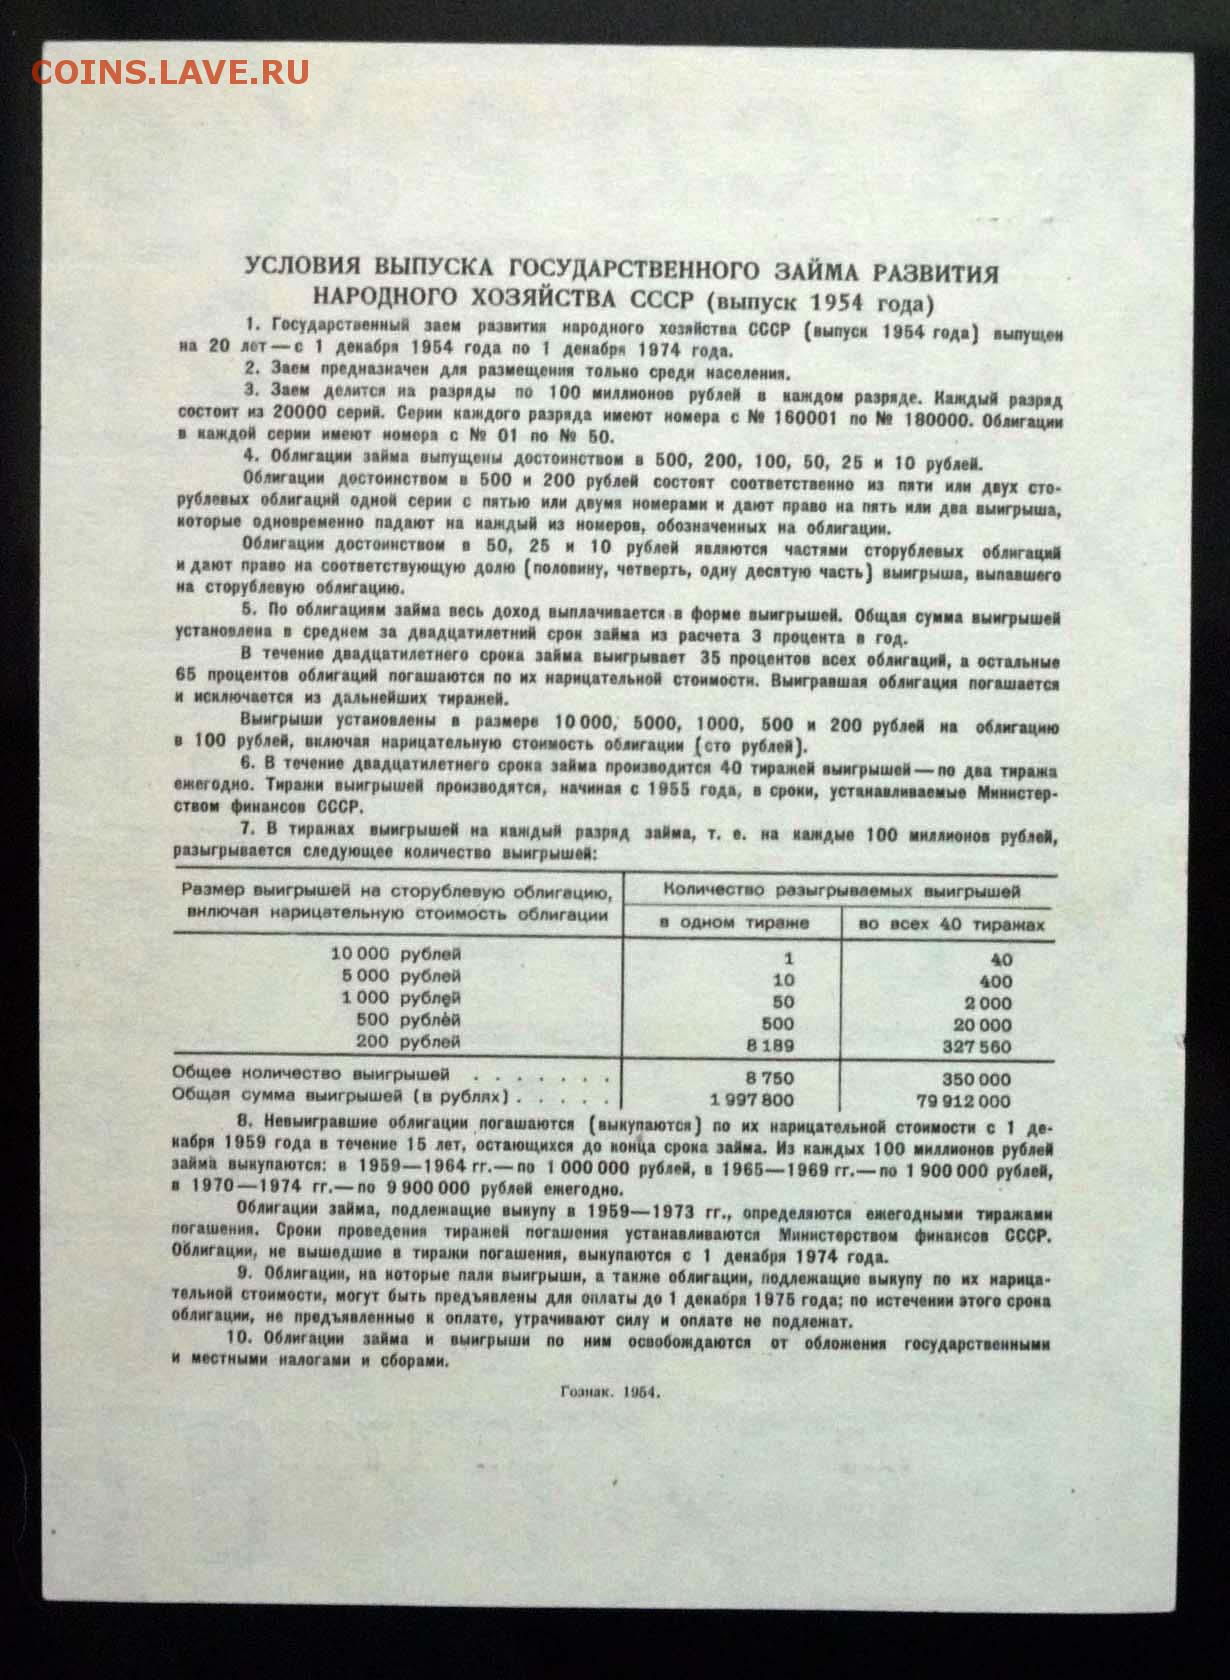 COINS.LAVE.RU
УСЛОВИЯ ВЫПУСКА ГОСУДАРСТВЕННОГО ЗАЙМА РАЗВИТИЯ
НАРОДНОГО ХОЗЯЙСТВА СССР (выпуск 1954 года)
1. Государственный заем развития народного хозяйства СССР (выпуск 1954 года) выпущен
на 20 лет — с 1 декабря 1954 года по 1 декабря 1974 года.
2. Заем предназначен для размещения только среди населения.
3. Заем делится на разряды по 100 миллионов рублей в каждом разряде. Каждый разряд
состоит из 20000 серий. Серии каждого разряда имеют номера с № 160001 по № 180000. Облигации
в каждой серии имеют номера с № 01 по № 50.
4. Облигации займа выпущены достоинством в 500, 200, 100, 50, 25 и 10 рублей.
Облигации достоинством в 500 и 200 рублей состоят соответственно из пяти или двух сто-
рублевых облигаций одной серии с пятью или двумя номерами и дают право на пять или два выигрыша,
которые одновременно падают на каждый из номеров, обозначенных на облигации.
Облигации достоинством в 50, 25 и 10 рублей являются частями сторублевых облигаций
и дают право на соответствующую долю (половину, четверть, одну десятую часть) выигрыша, выпавшего
на сторублевую облигацию.
5. По облигациям займа весь доход выплачивается в форме выигрышей. Общая сумма выигрышей
установлена в среднем за двадцатилетний срок займа из расчета 3 процента в год.
В течение двадцатилетнего срока займа выигрывает 35 процентов всех облигаций, а остальные
65 процентов облигаций погашаются по их нарицательной стоимости. Выигравшая облигация погашается
и исключается из дальнейших тиражей.
Выигрыши установлены в размере 10 000, 5000, 1000, 500 и 200 рублей на облигацию
в 100 рублей, включая нарицательную стоимость облигации (сто рублей).
6. В течение двадцатилетнего срока займа производится 40 тиражей выигрышей — по два тиража
ежегодно. Тиражи выигрышей производятся, начиная с 1955 года, в сроки, устанавливаемые Министер-
ством финансов СССР.
7. В тиражах выигрышей на каждый разряд займа, т. е. на каждые 100 миллионов рублей,
разыгрывается следующее количество выигрышей:
Размер выигрышей на сторублевую облигацию, Количество разыгрываемых выигрышей
включая нарицательную стоимость облигации в одном тираже во всех 40 тиражах
10 000 рублей 1 40
5 000 рублей 10 400
1 000 рублей 50 2 000
500 рублей 500 20 000
200 рублей 8 189 327 560
Общее количество выигрышей . . . . . . . 8 750 350 000
Общая сумма выигрышей (в рублях) . . . . . 1 997 800 79 912 000
8. Невыигравшие облигации погашаются (выкупаются) по их нарицательной стоимости с 1 де-
кабря 1959 года в течение 15 лет, остающихся до конца срока займа. Из каждых 100 миллионов рублей
займа выкупаются: в 1959—1964 гг.—по 1 000 000 рублей, в 1965—1969 гг.—по 1 900 000 рублей,
в 1970—1974 гг.—по 9 900 000 рублей ежегодно.
Облигации займа, подлежащие выкупу в 1959—1973 гг., определяются ежегодными тиражами
погашения. Сроки проведения тиражей погашения устанавливаются Министерством финансов СССР.
Облигации, не вышедшие в тиражи погашения, выкупаются с 1 декабря 1974 года.
9. Облигации, на которые пали выигрыши, а также облигации, подлежащие выкупу по их нарица-
тельной стоимости, могут быть предъявлены для оплаты до 1 декабря 1975 года; по истечении этого срока
облигации, не предъявленные к оплате, утрачивают силу и оплате не подлежат.
10. Облигации займа и выигрыши по ним освобождаются от обложения государственными
и местными налогами и сборами.
Гознак. 1954.